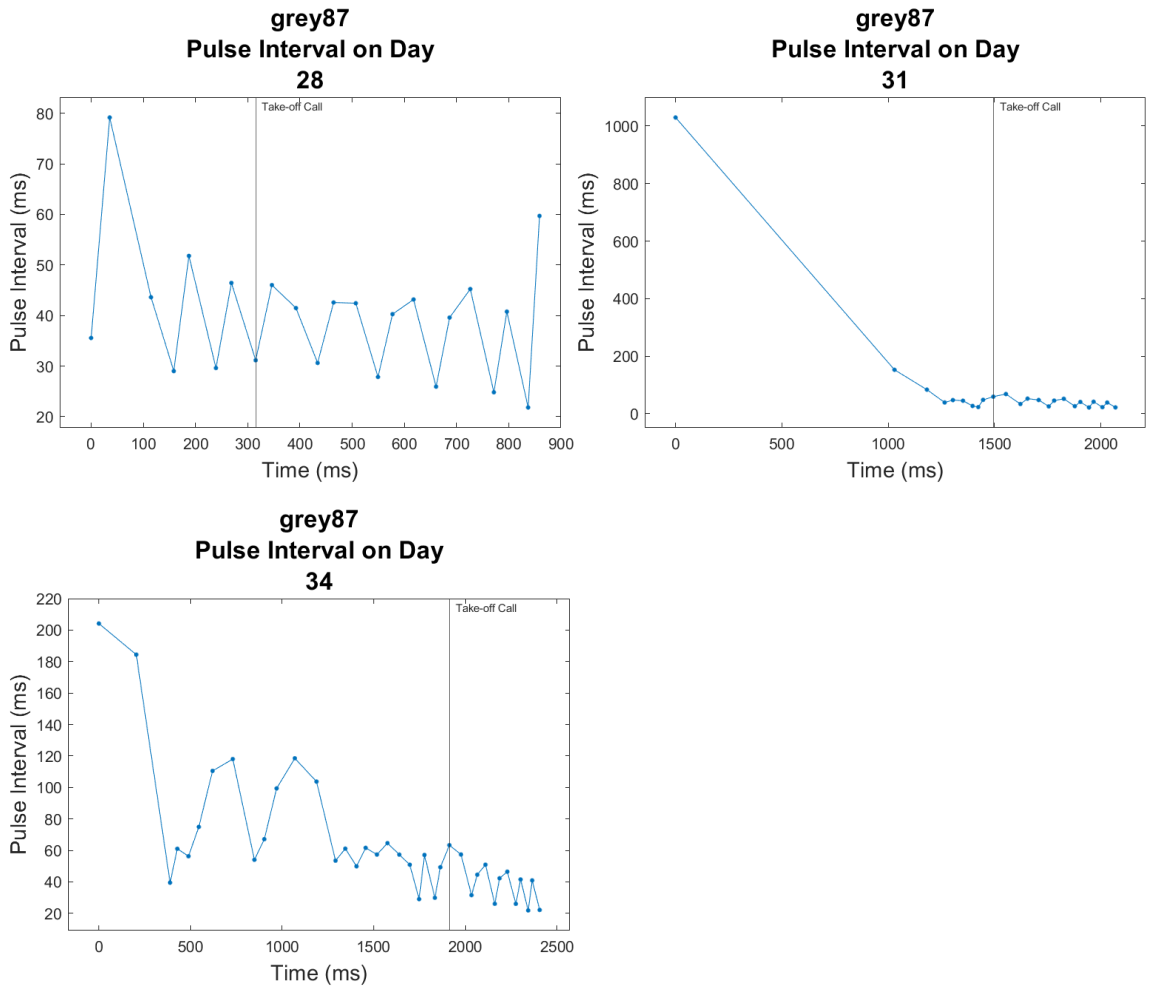 grey87
Pulse Interval on Day
28
Take-off Call
80
70
60
50
40
30
20
Pulse Interval (ms)
0 100 200 300 400 500 600 700 800 900
Time (ms)
grey87
Pulse Interval on Day
31
Take-off Call
1000
800
600
400
200
0
Pulse Interval (ms)
0 500 1000 1500 2000
Time (ms)
grey87
Pulse Interval on Day
34
Take-off Call
220
200
180
160
140
120
100
80
60
40
20
Pulse Interval (ms)
0 500 1000 1500 2000 2500
Time (ms)